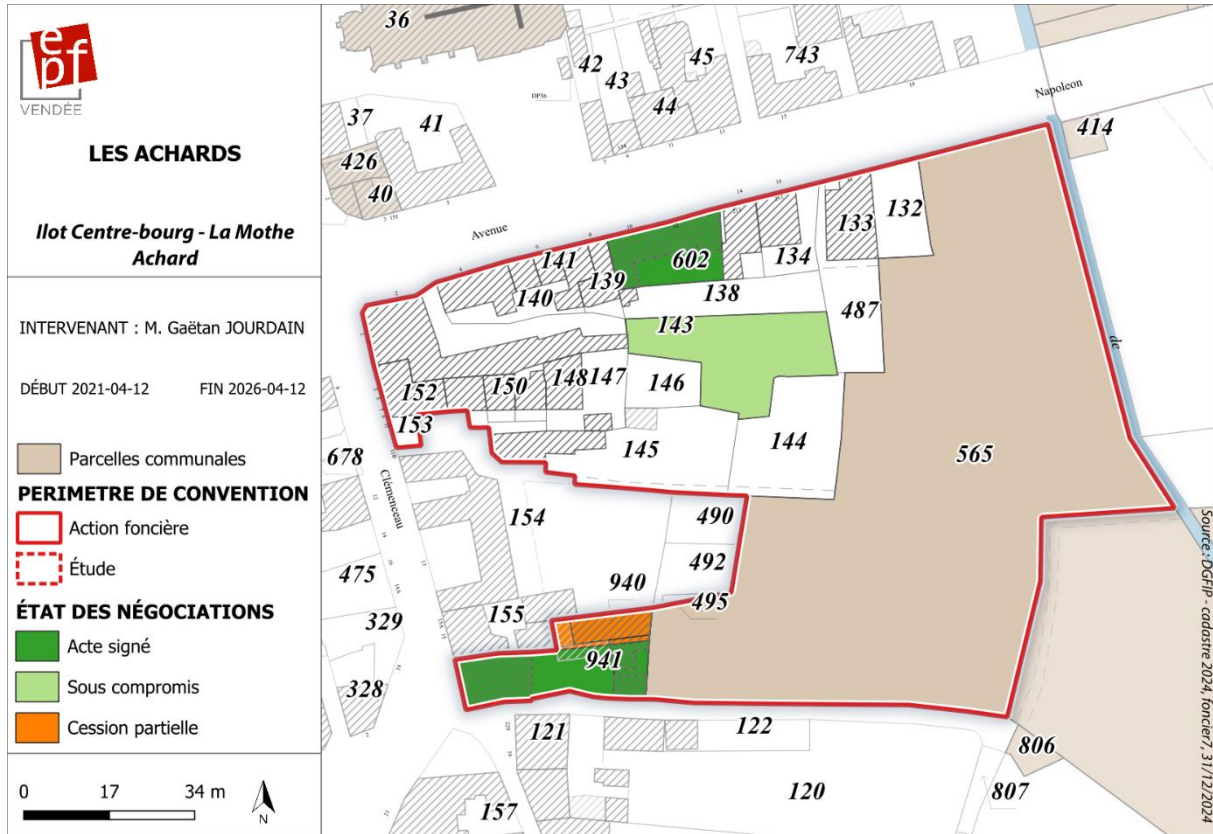 epf
VENDÉE
LES ACHARDS
Ilot Centre-bourg - La Mothe
Achard
INTERVENANT : M. Gaëtan JOURDAIN
DÉBUT 2021-04-12 FIN 2026-04-12
Parcelles communales
PERIMETRE DE CONVENTION
Action foncière
Étude
ÉTAT DES NÉGOCIATIONS
Acte signé
Sous compromis
Cession partielle
0 17 34 m
N
36
42
43
45
743
44
DP36
37
41
426
40
Avenue
Napoleon
de
414
132
133
134
602
141
139
140
138
143
487
152
150
148
147
146
153
145
144
565
678
Clémenceau
154
490
492
475
940
495
155
329
941
328
121
122
806
120
807
157
Source : DGFIP - cadastre 2024, foncier7, 31/12/2024